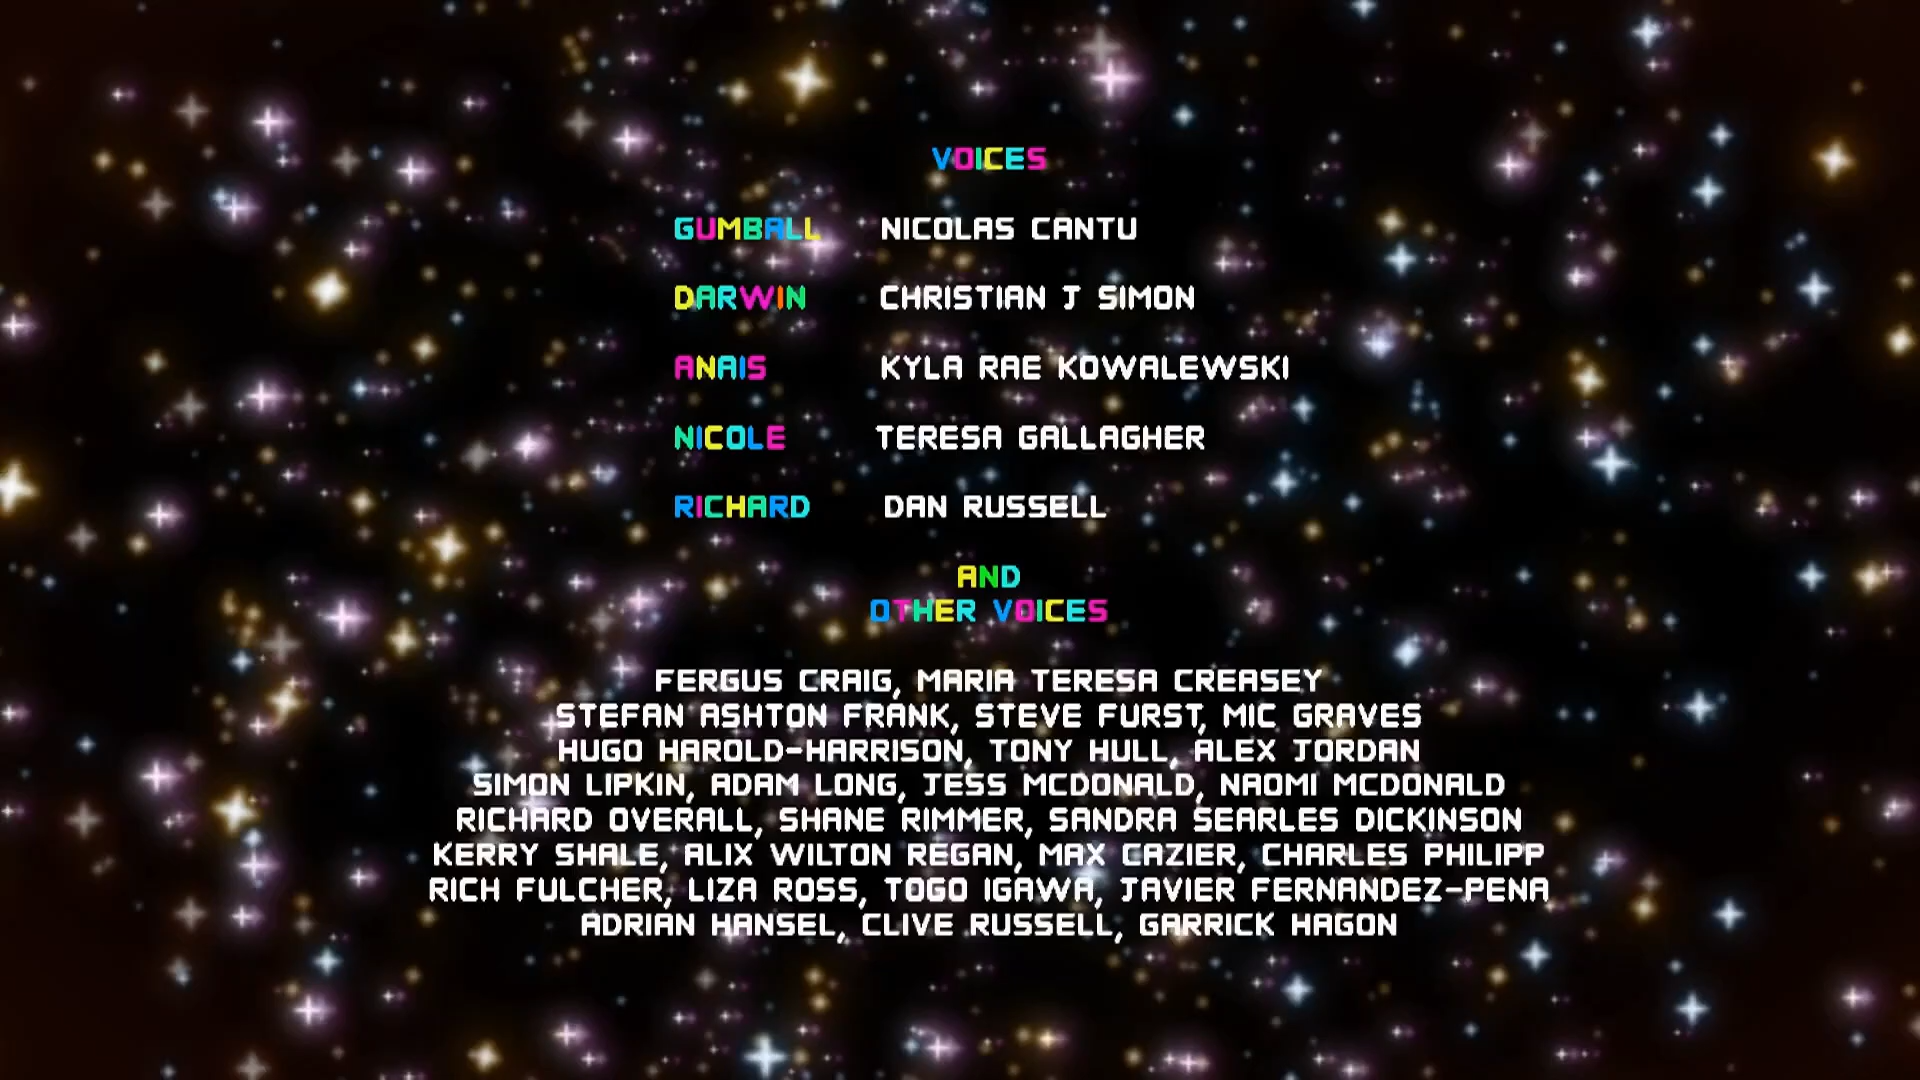 VOICES
GUMBALL NICOLAS CANTU
DARWIN CHRISTIAN J SIMON
ANAIS KYLA RAE KOWALEWSKI
NICOLE TERESA GALLAGHER
RICHARD DAN RUSSELL
AND
OTHER VOICES
FERGUS CRAIG, MARIA TERESA CREASEY
STEFAN ASHTON FRANK, STEVE FURST, MIC GRAVES
HUGO HAROLD-HARRISON, TONY HULL, ALEX JORDAN
SIMON LIPKIN, ADAM LONG, JESS MCDONALD, NAOMI MCDONALD
RICHARD OVERALL, SHANE RIMMER, SANDRA SEARLES DICKINSON
KERRY SHALE, ALIX WILTON REGAN, MAX CAZIER, CHARLES PHILIPP
RICH FULCHER, LIZA ROSS, TOGO IGAWA, JAVIER FERNANDEZ-PENA
ADRIAN HANSEL, CLIVE RUSSELL, GARRICK HAGON